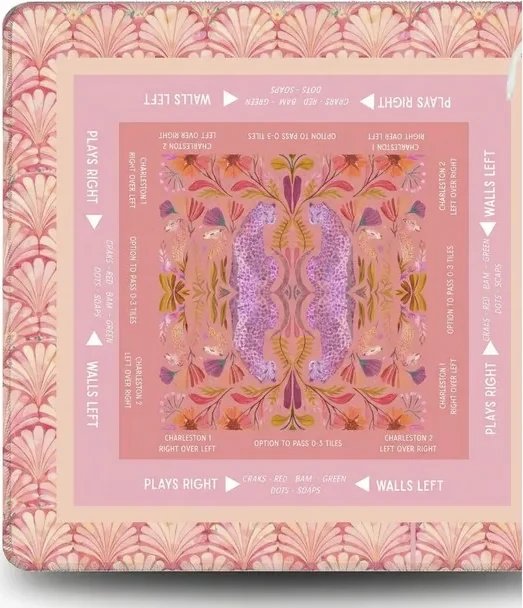 WALLS LEFT
CRAKS - RED BAM - GREEN
DOTS - SOAPS
PLAYS RIGHT
CHARLESTON 2
LEFT OVER RIGHT
OPTION TO PASS 0-3 TILES
CHARLESTON 1
RIGHT OVER LEFT
PLAYS RIGHT
CRAKS - RED BAM - GREEN
DOTS - SOAPS
WALLS LEFT
CHARLESTON 1
RIGHT OVER LEFT
OPTION TO PASS 0-3 TILES
CHARLESTON 2
LEFT OVER RIGHT
WALLS LEFT
CRAKS - RED BAM - GREEN
DOTS - SOAPS
PLAYS RIGHT
CHARLESTON 2
LEFT OVER RIGHT
OPTION TO PASS 0-3 TILES
CHARLESTON 1
RIGHT OVER LEFT
CHARLESTON 1
RIGHT OVER LEFT
OPTION TO PASS 0-3 TILES
CHARLESTON 2
LEFT OVER RIGHT
PLAYS RIGHT
CRAKS - RED BAM - GREEN
DOTS - SOAPS
WALLS LEFT